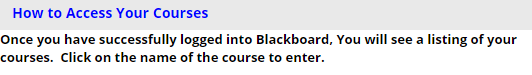 How to Access Your Courses
Once you have successfully logged into Blackboard, You will see a listing of your
courses.  Click on the name of the course to enter.